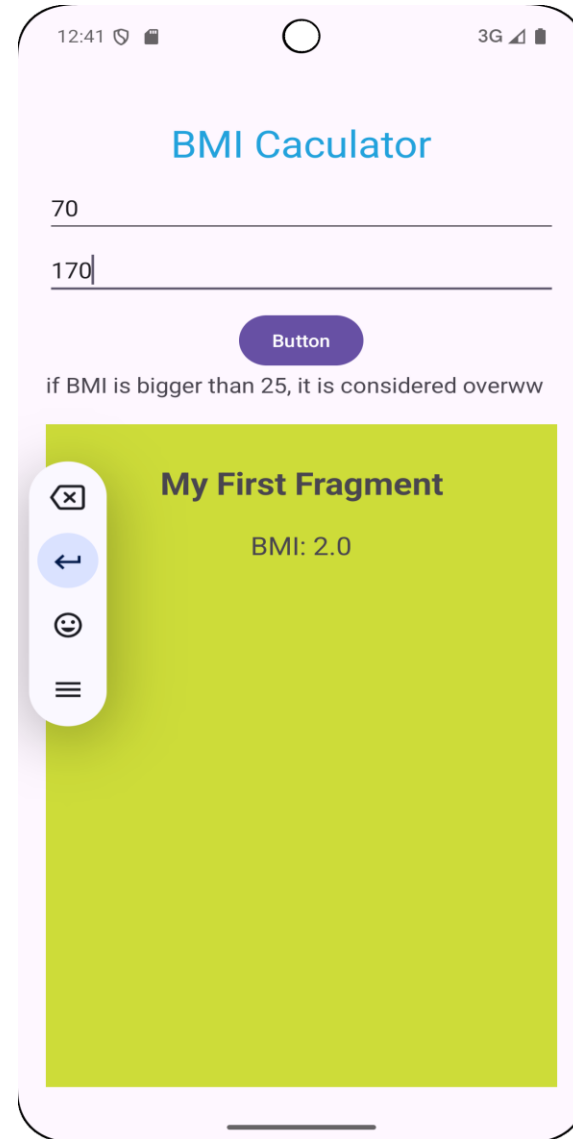 12:41 3G
BMI Caculator
70
170
Button
if BMI is bigger than 25, it is considered overww
My First Fragment
BMI: 2.0